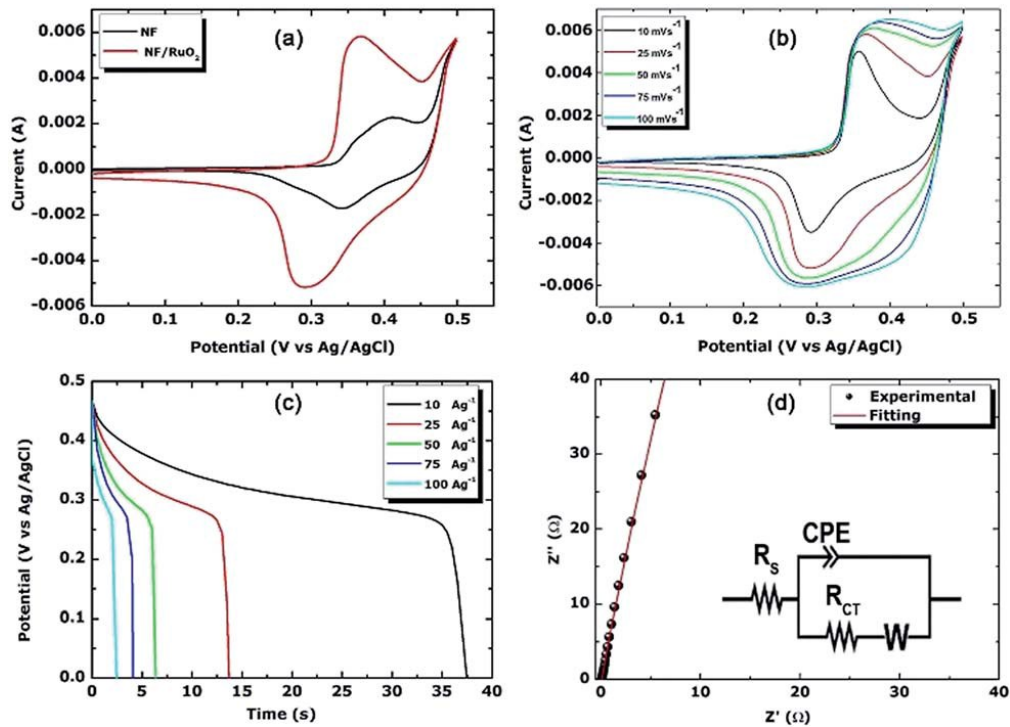 (a)
NF
NF/RuO₂
0.006
0.004
0.002
0.000
-0.002
-0.004
-0.006
Current (A)
0.0 0.1 0.2 0.3 0.4 0.5
Potential (V vs Ag/AgCl)
(b)
10 mVs⁻¹
25 mVs⁻¹
50 mVs⁻¹
75 mVs⁻¹
100 mVs⁻¹
0.006
0.004
0.002
0.000
-0.002
-0.004
-0.006
Current (A)
0.0 0.1 0.2 0.3 0.4 0.5
Potential (V vs Ag/AgCl)
(c)
10 Ag⁻¹
25 Ag⁻¹
50 Ag⁻¹
75 Ag⁻¹
100 Ag⁻¹
0.5
0.4
0.3
0.2
0.1
0.0
Potential (V vs Ag/AgCl)
0 5 10 15 20 25 30 35 40
Time (s)
(d)
Experimental
Fitting
40
30
20
10
0
Z'' (Ω)
CPE
R_S
R_CT
W
0 10 20 30 40
Z' (Ω)